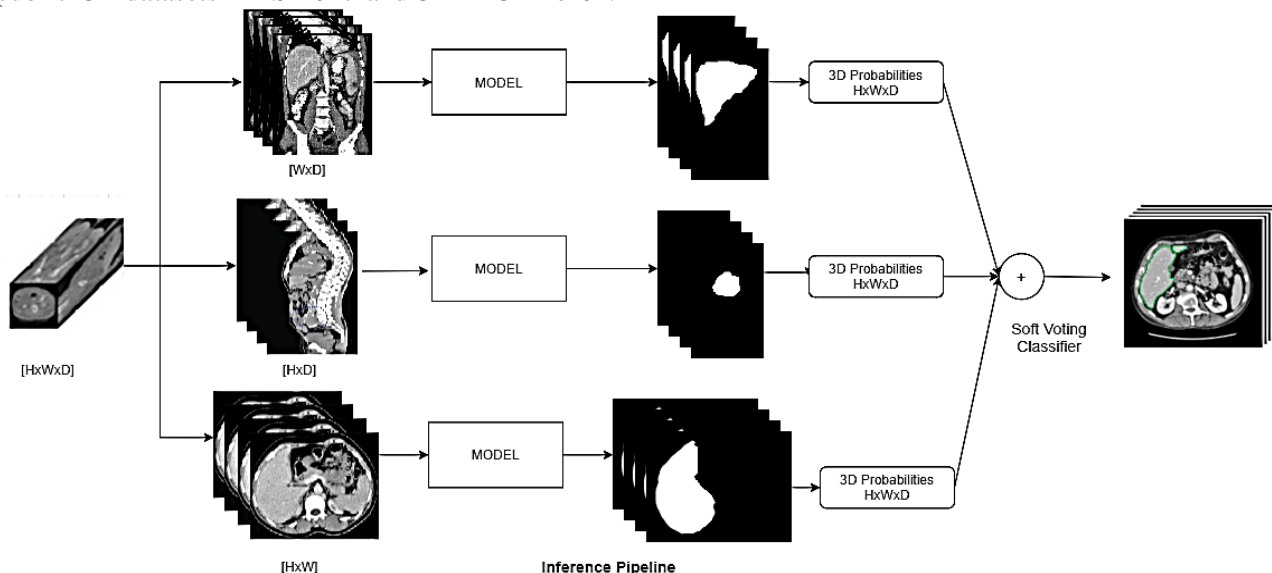 [WxD]
MODEL
3D Probabilities
HxWxD
[HxWxD]
[HxD]
MODEL
3D Probabilities
HxWxD
+
Soft Voting
Classifier
[HxW]
MODEL
3D Probabilities
HxWxD
Inference Pipeline